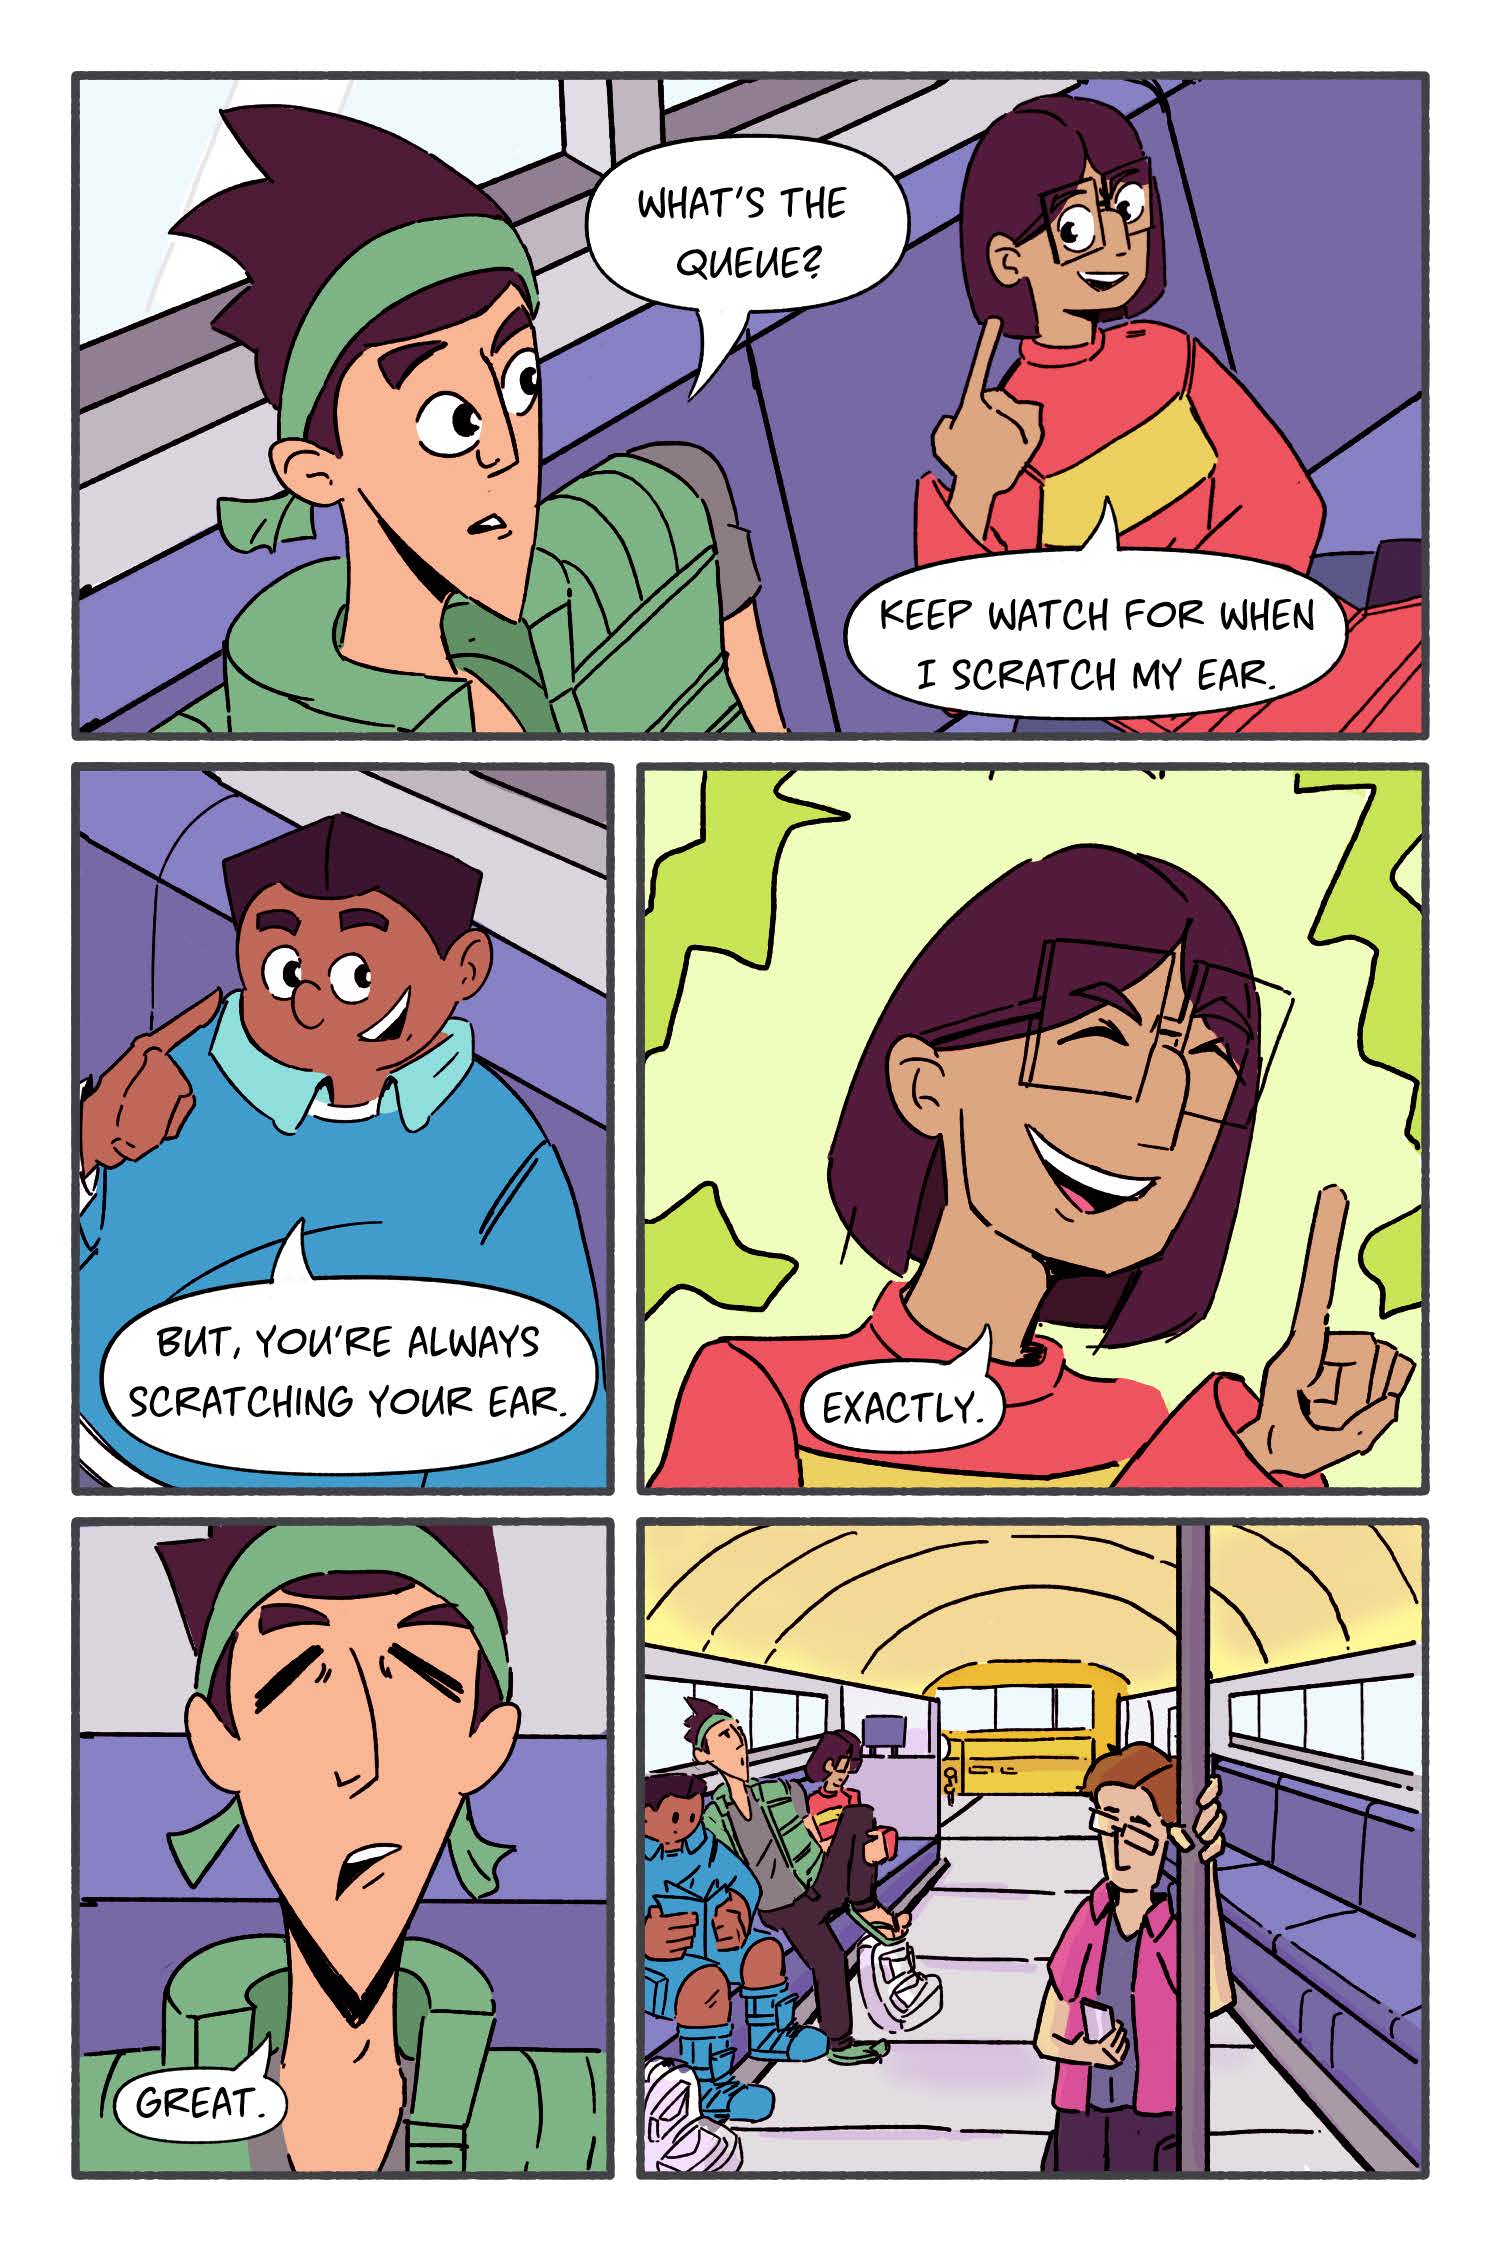 WHAT'S THE
QUEUE?
KEEP WATCH FOR WHEN
I SCRATCH MY EAR.
BUT, YOU'RE ALWAYS
SCRATCHING YOUR EAR.
EXACTLY.
GREAT.